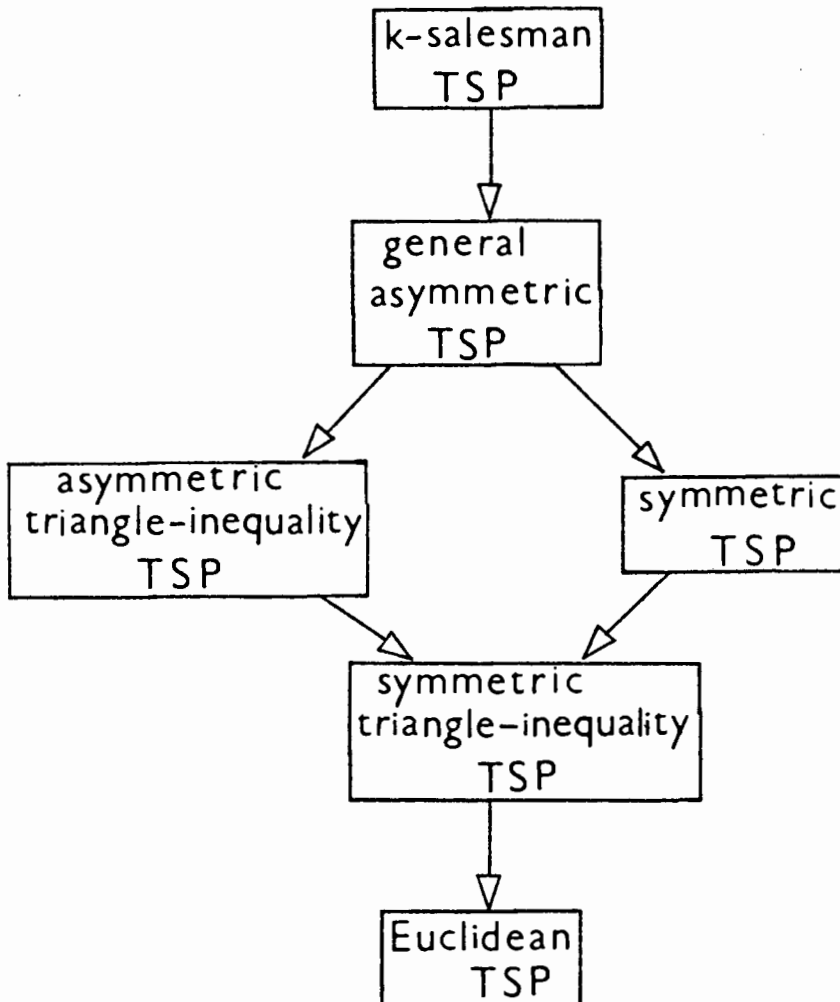 k-salesman
TSP
general
asymmetric
TSP
asymmetric
triangle-inequality
TSP
symmetric
TSP
symmetric
triangle-inequality
TSP
Euclidean
TSP